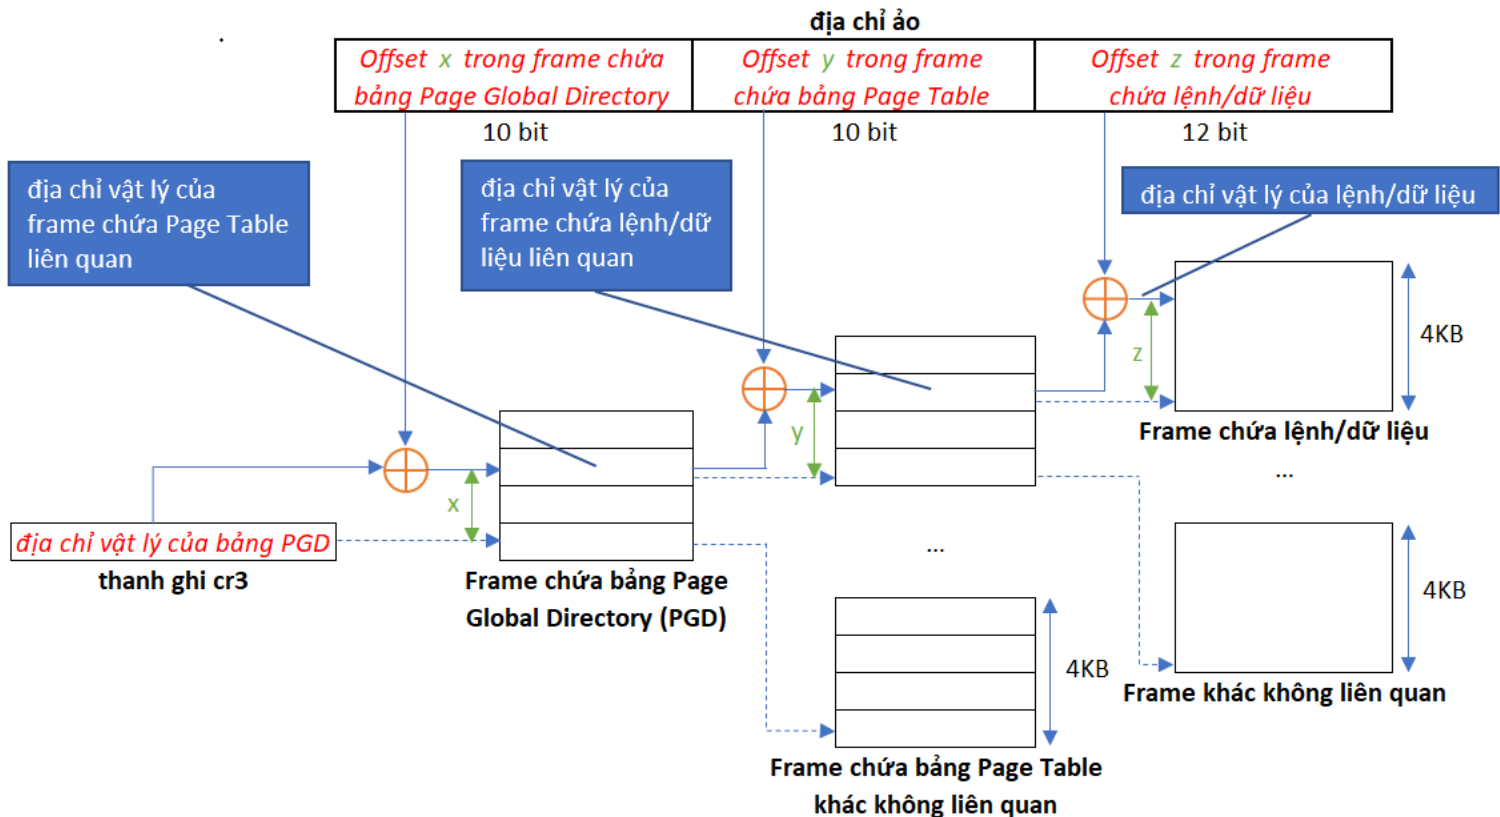 địa chỉ ảo
Offset x trong frame chứa
bảng Page Global Directory
Offset y trong frame
chứa bảng Page Table
Offset z trong frame
chứa lệnh/dữ liệu
10 bit
10 bit
12 bit
địa chỉ vật lý của
frame chứa Page Table
liên quan
địa chỉ vật lý của
frame chứa lệnh/dữ
liệu liên quan
địa chỉ vật lý của lệnh/dữ liệu
4KB
z
Frame chứa lệnh/dữ liệu
y
...
x
địa chỉ vật lý của bảng PGD
thanh ghi cr3
Frame chứa bảng Page
Global Directory (PGD)
...
4KB
4KB
Frame khác không liên quan
Frame chứa bảng Page Table
khác không liên quan